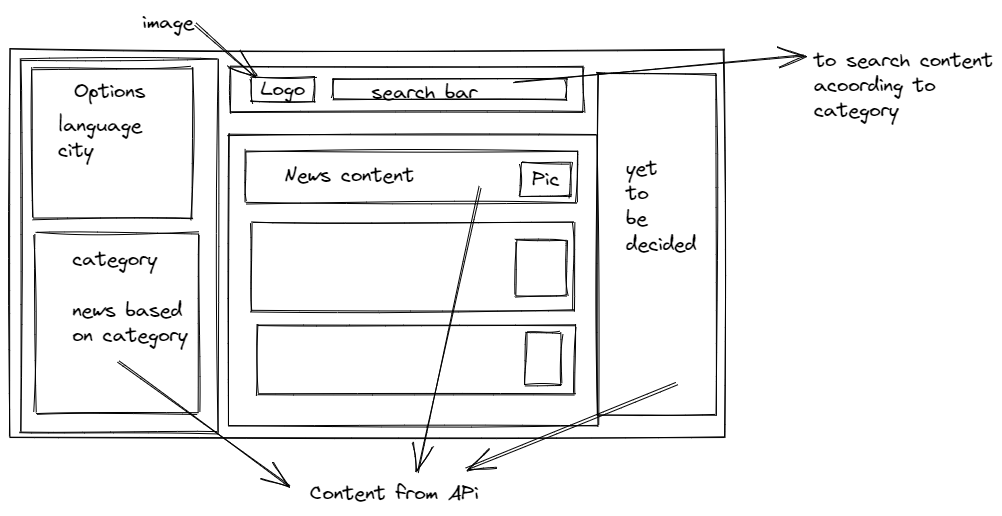 image
Options
language
city
Logo
search bar
to search content
acoording to
category
News content
Pic
yet
to
be
decided
category
news based
on category
Content from APi